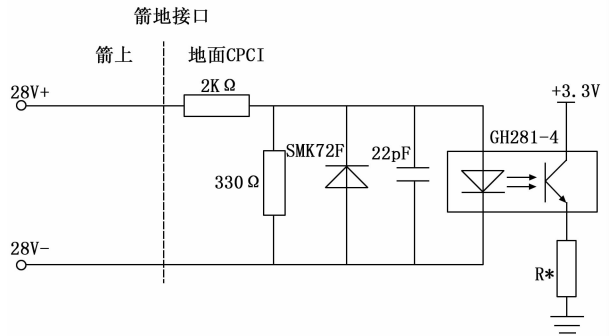 箭地接口
箭上
地面CPCI
28V+
2KΩ
+3.3V
GH281-4
SMK72F
22pF
330Ω
28V-
R*